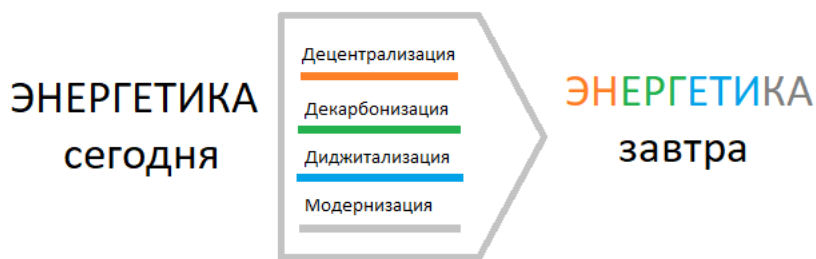 ЭНЕРГЕТИКА
сегодня
Децентрализация
Декарбонизация
Диджитализация
Модернизация
ЭНЕРГЕТИКА
завтра